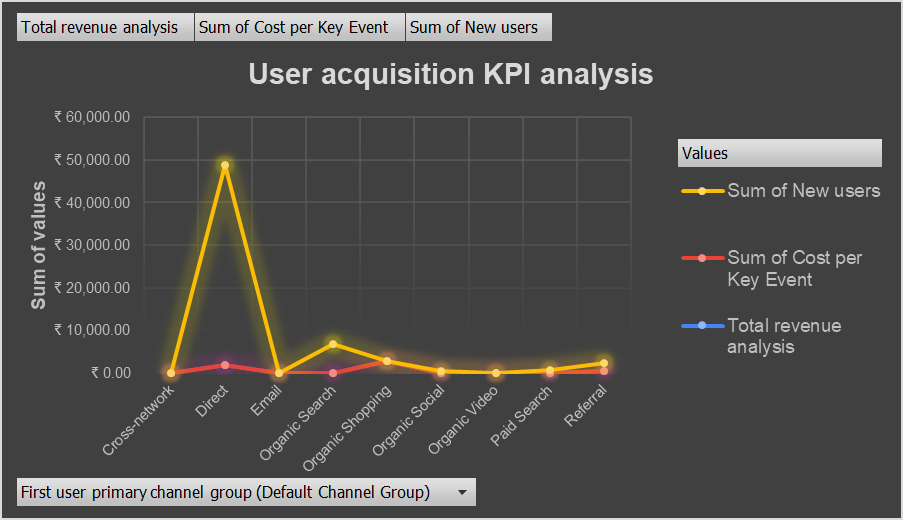 Total revenue analysis
Sum of Cost per Key Event
Sum of New users
User acquisition KPI analysis
Sum of values
₹ 60,000.00
₹ 50,000.00
₹ 40,000.00
₹ 30,000.00
₹ 20,000.00
₹ 10,000.00
₹ 0.00
Cross-network
Direct
Email
Organic Search
Organic Shopping
Organic Social
Organic Video
Paid Search
Referral
Values
Sum of New users
Sum of Cost per
Key Event
Total revenue
analysis
First user primary channel group (Default Channel Group)